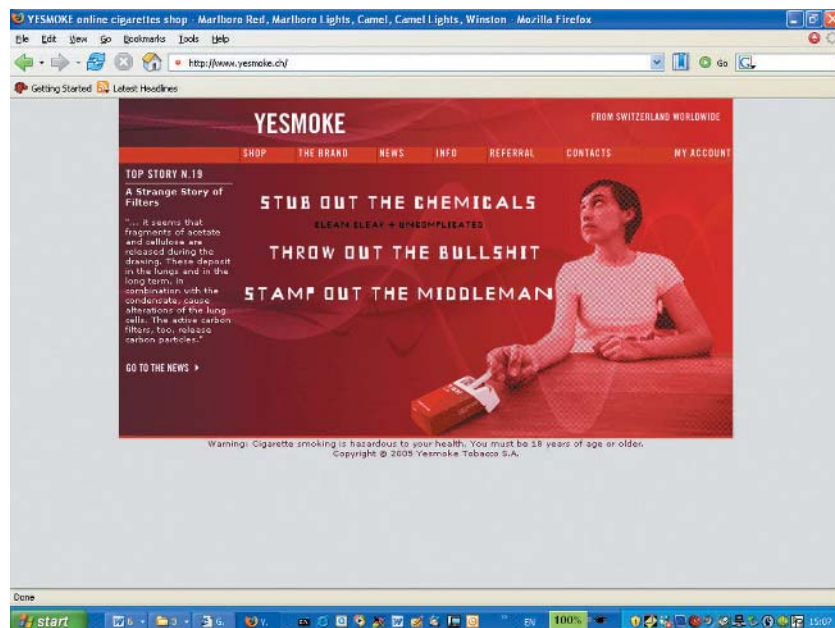 YESMOKE online cigarettes shop - Marlboro Red, Marlboro Lights, Camel, Camel Lights, Winston - Mozilla Firefox
File Edit View Go Bookmarks Tools Help
http://www.yesmoke.ch/
Go
Getting Started Latest Headlines
YESMOKE
FROM SWITZERLAND WORLDWIDE
SHOP THE BRAND NEWS INFO REFERRAL CONTACTS MY ACCOUNT
TOP STORY N.19
A Strange Story of
Filters
"... it seems that
fragments of acetate
and cellulose are
released during the
drawing. These deposit
in the lungs and in the
long term, in
combination with the
condensate, cause
alterations of the lung
cells. The active carbon
filters, too, release
carbon particles."
GO TO THE NEWS
STUB OUT THE CHEMICALS
CLEAN CLEAR + UNCOMPLICATED
THROW OUT THE BULLSHIT
STAMP OUT THE MIDDLEMAN
Warning: Cigarette smoking is hazardous to your health. You must be 18 years of age or older.
Copyright © 2005 Yesmoke Tobacco S.A.
Done
start 6 3 G. Y. EN 100% 15:07